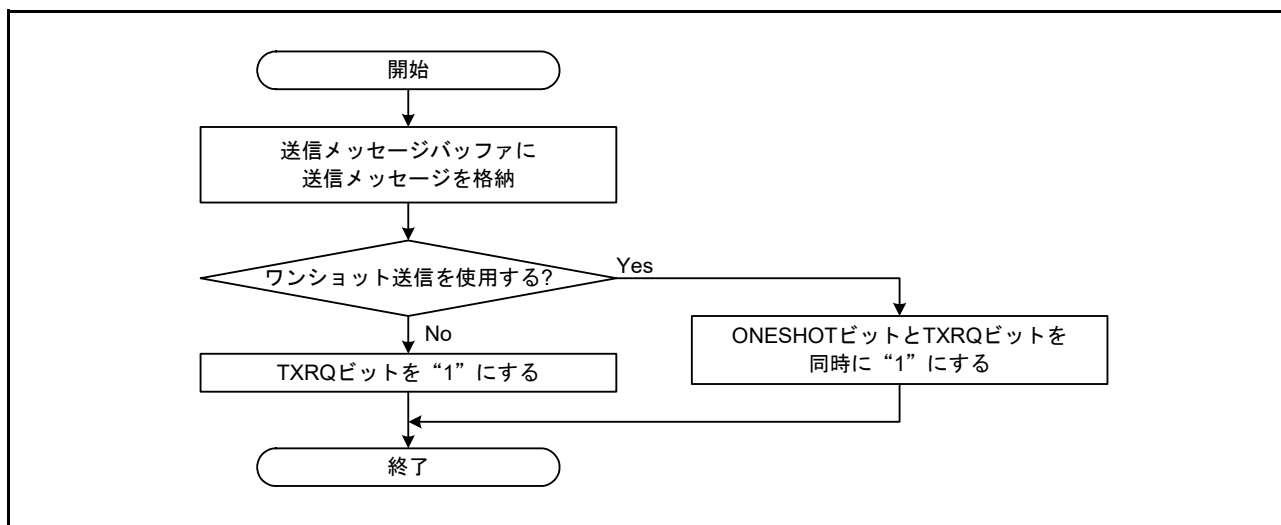 開始
送信メッセージバッファに
送信メッセージを格納
ワンショット送信を使用する?
Yes
No
ONESHOTビットとTXRQビットを
同時に“1”にする
TXRQビットを“1”にする
終了